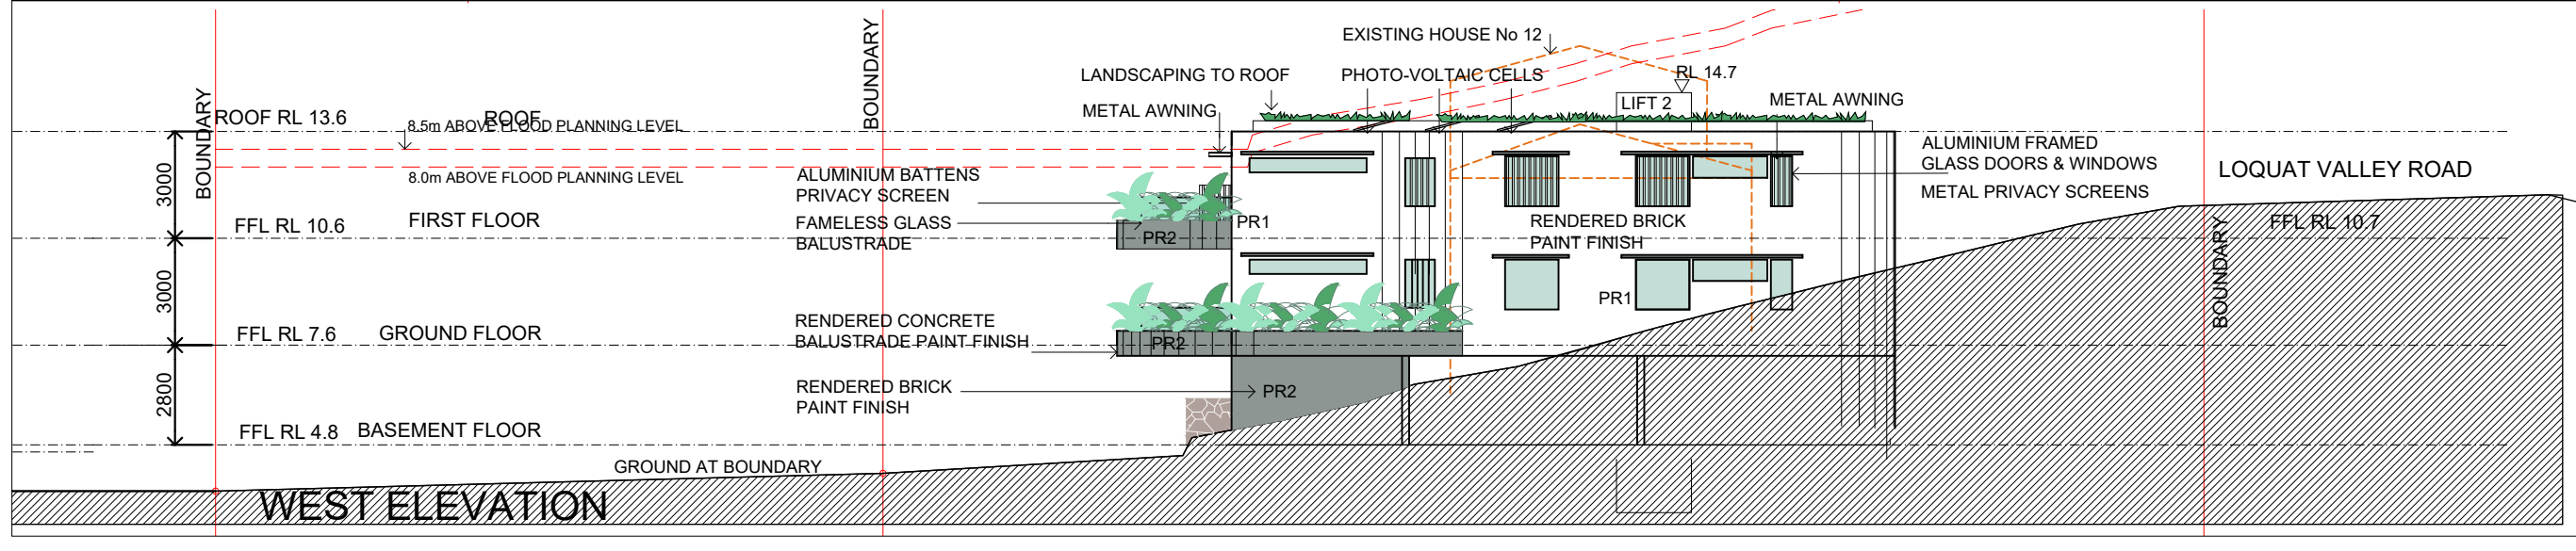 BOUNDARY
BOUNDARY
EXISTING HOUSE No 12
LANDSCAPING TO ROOF
PHOTO-VOLTAIC CELLS
RL 14.7
METAL AWNING
LIFT 2
METAL AWNING
ROOF RL 13.6
ROOF
8.5m ABOVE FLOOD PLANNING LEVEL
8.0m ABOVE FLOOD PLANNING LEVEL
3000
ALUMINIUM BATTENS
PRIVACY SCREEN
FAMELESS GLASS
BALUSTRADE
ALUMINIUM FRAMED
GLASS DOORS & WINDOWS
METAL PRIVACY SCREENS
LOQUAT VALLEY ROAD
FFL RL 10.6
FIRST FLOOR
PR2
PR1
RENDERED BRICK
PAINT FINISH
FFL RL 10.7
BOUNDARY
3000
PR1
RENDERED CONCRETE
BALUSTRADE PAINT FINISH
PR2
FFL RL 7.6
GROUND FLOOR
2800
RENDERED BRICK
PAINT FINISH
PR2
FFL RL 4.8
BASEMENT FLOOR
GROUND AT BOUNDARY
WEST ELEVATION